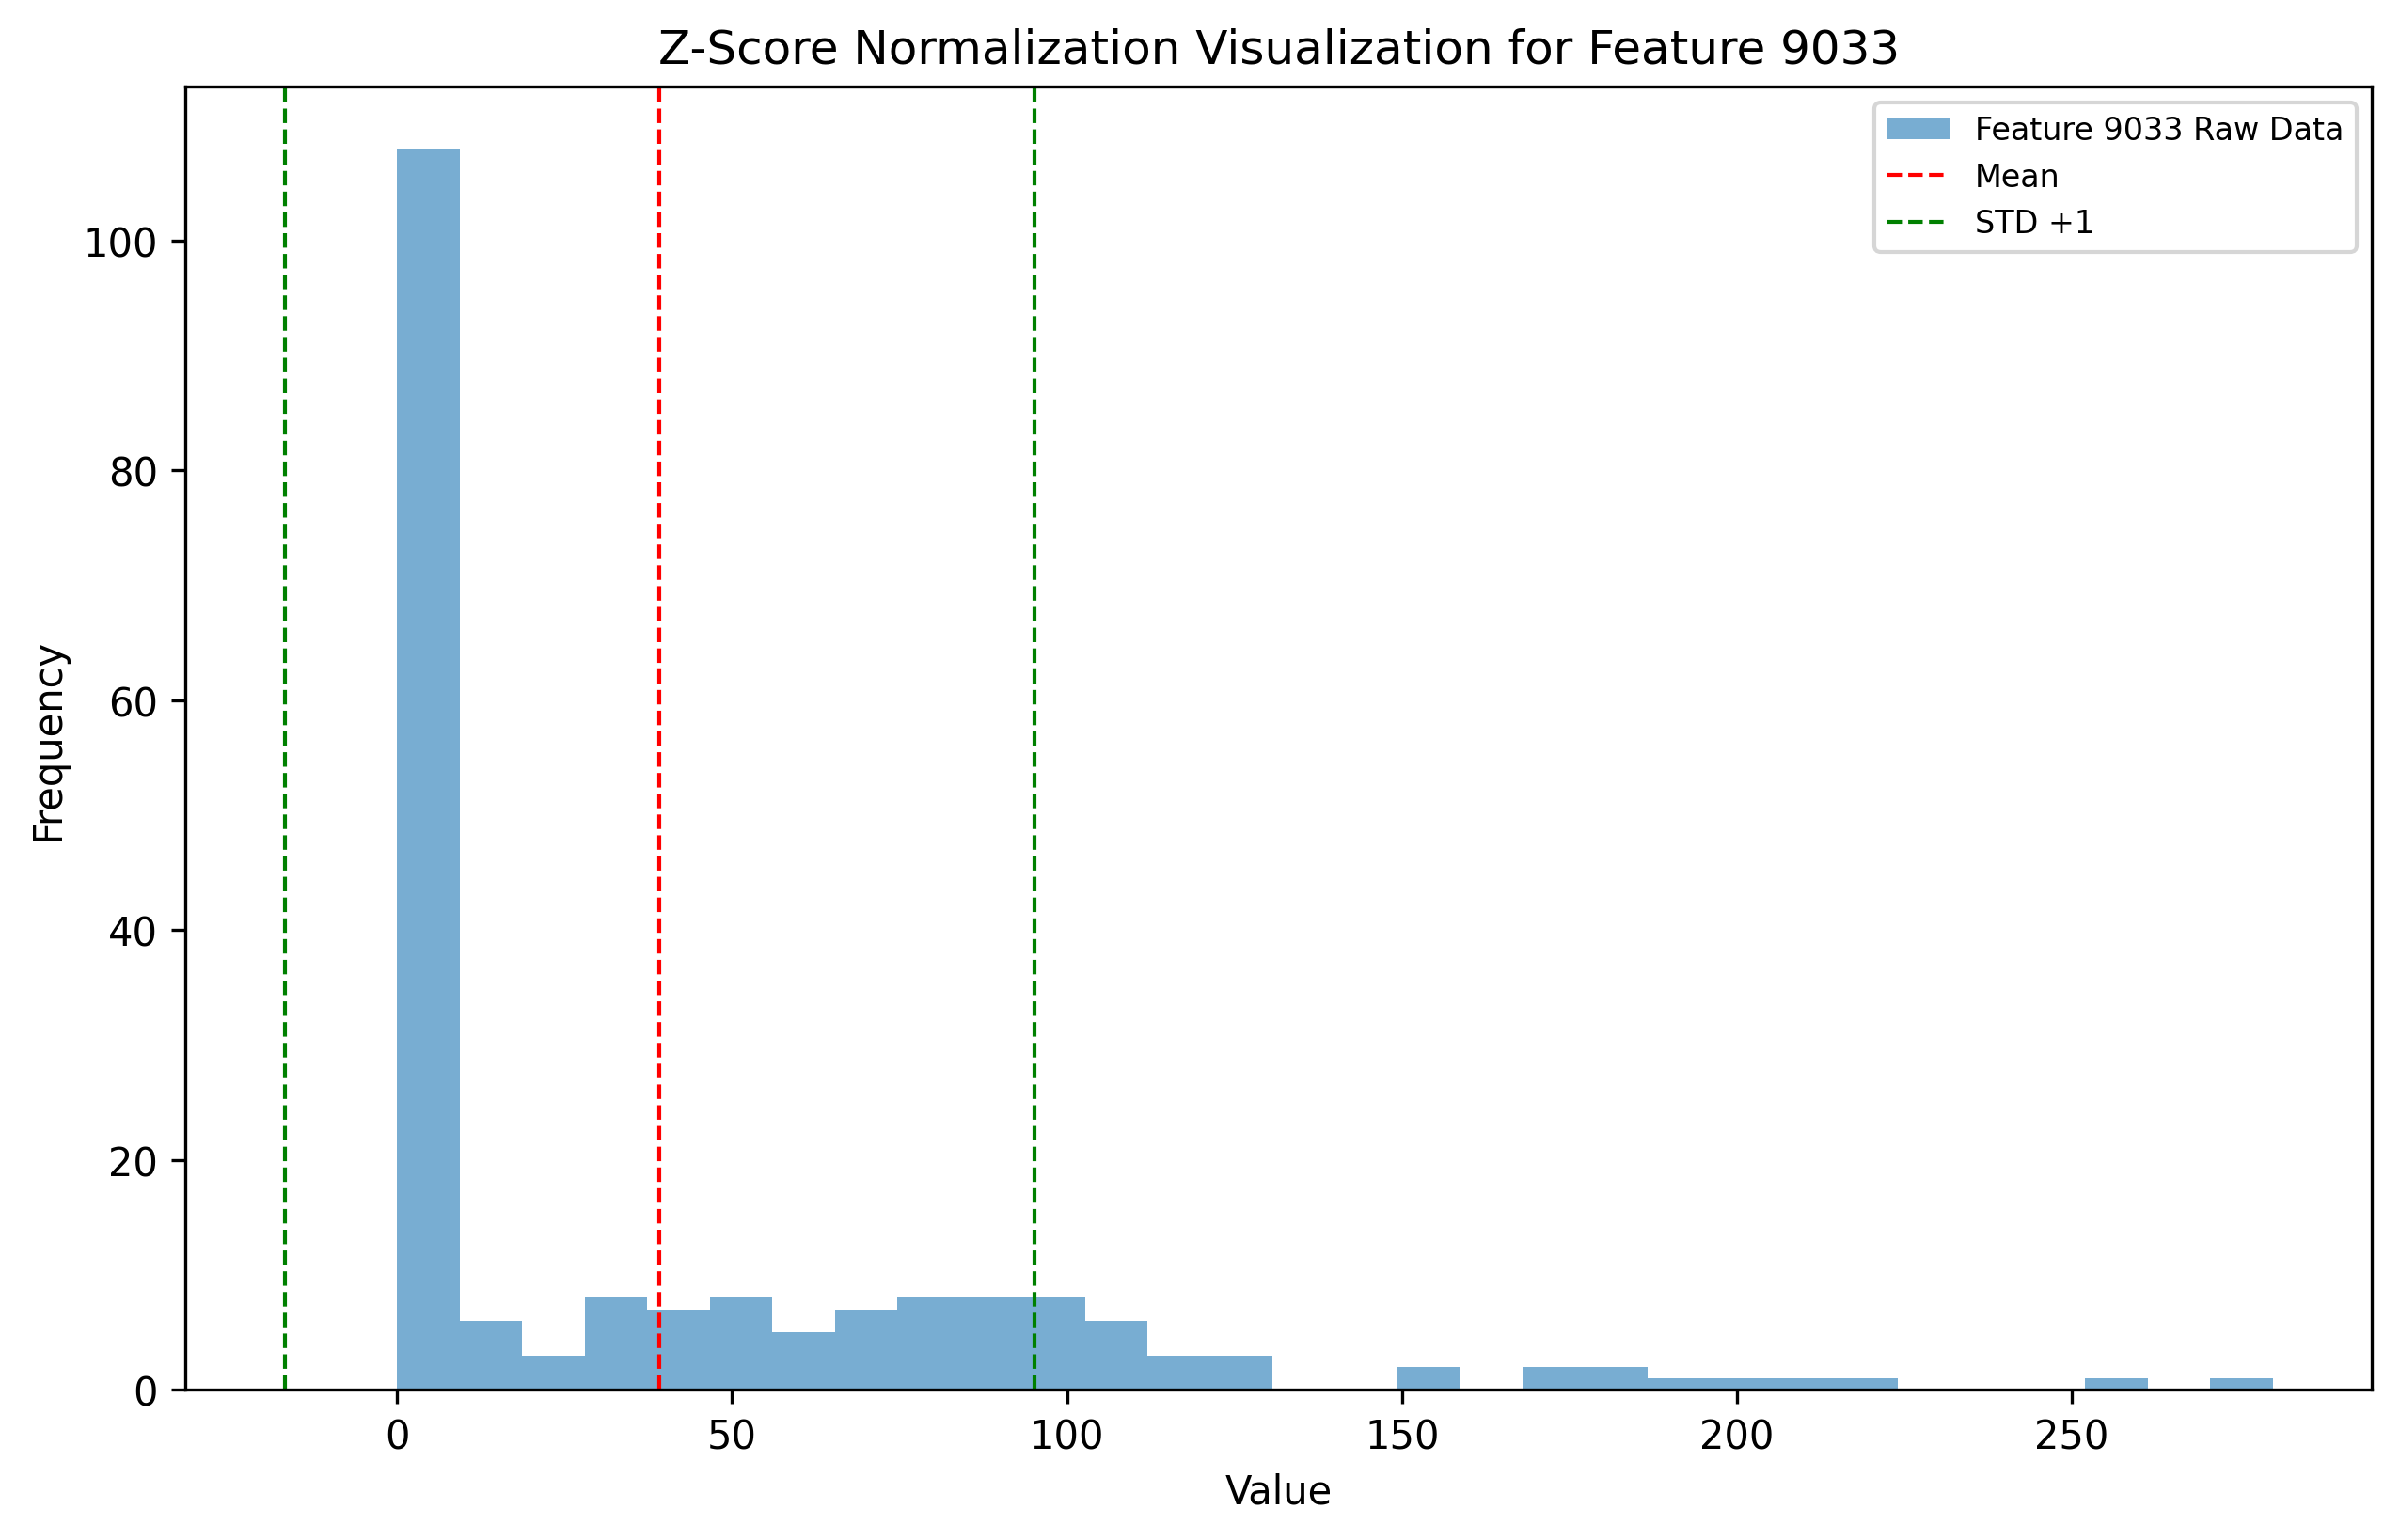 Z-Score Normalization Visualization for Feature 9033
Feature 9033 Raw Data
Mean
STD +1
Frequency
100
80
60
40
20
0
0 50 100 150 200 250
Value